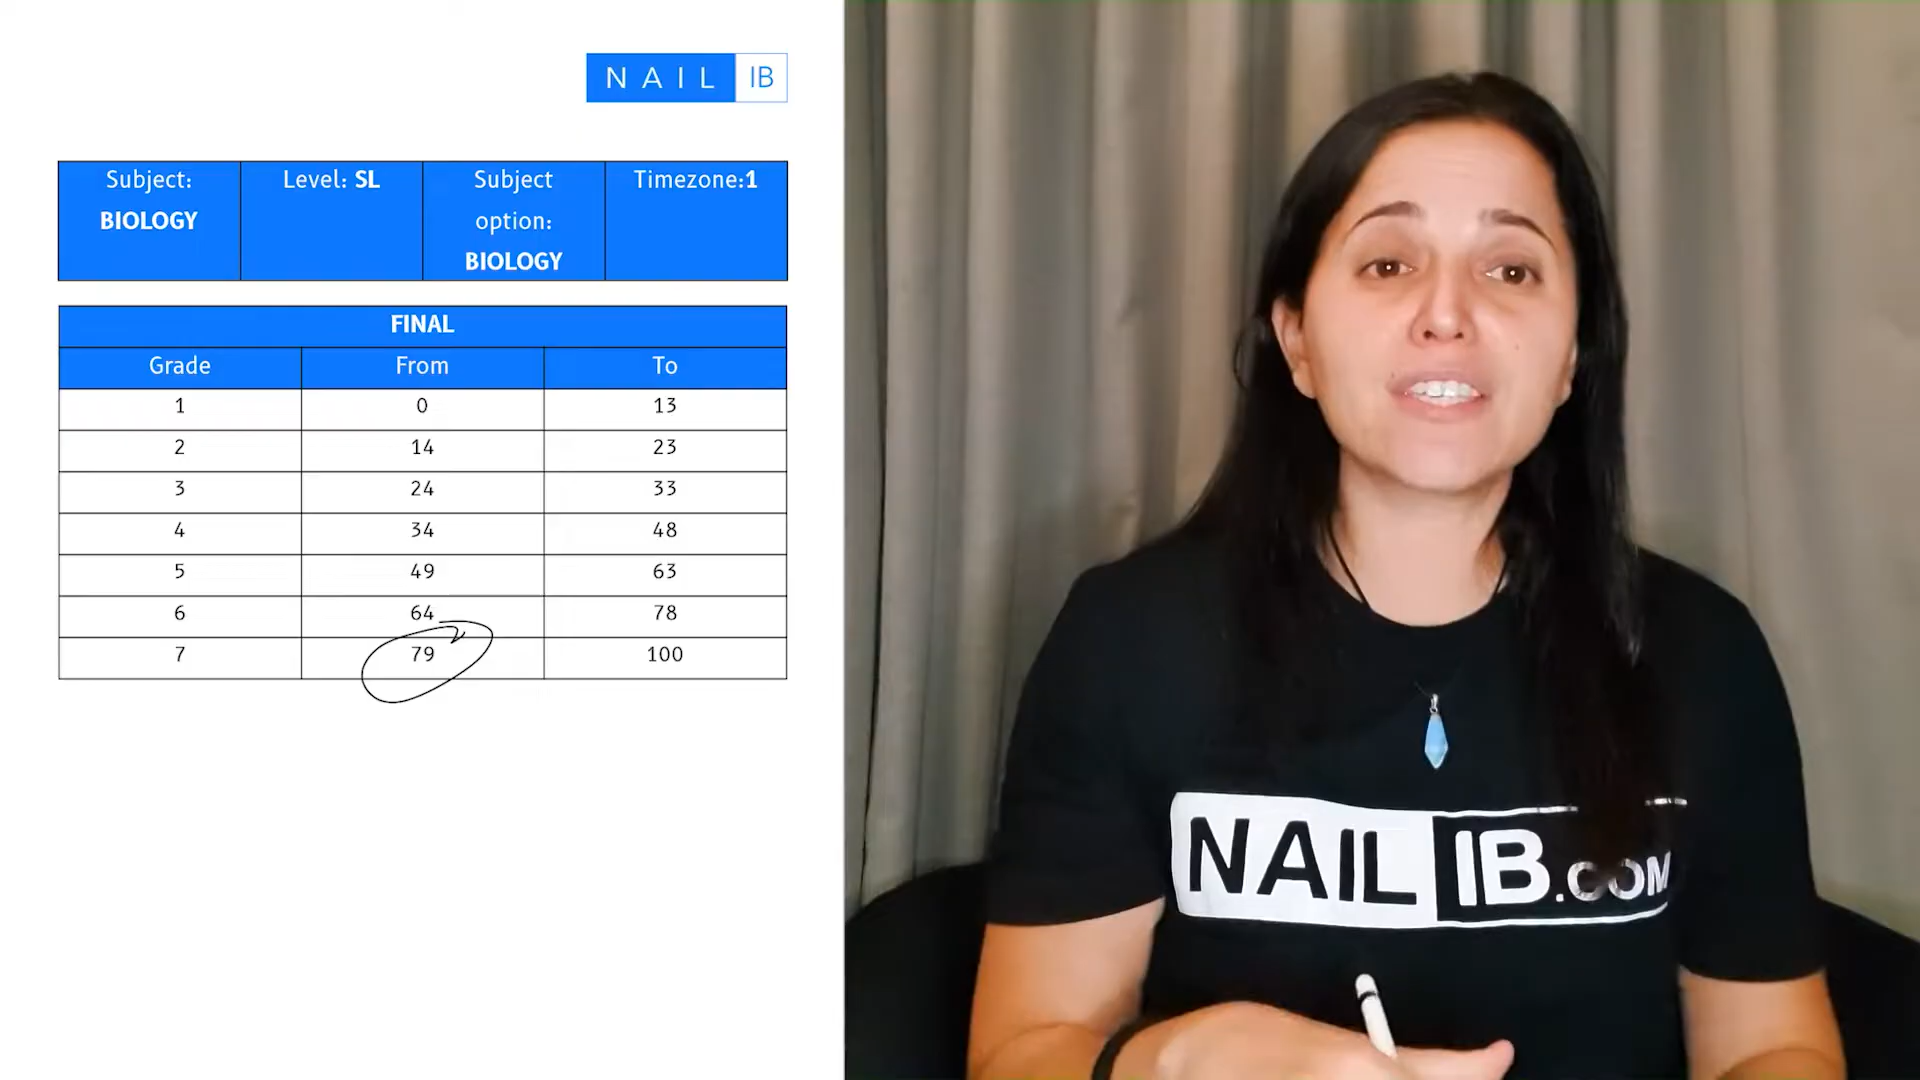 NAIL IB
Subject: Level: SL Subject Timezone:1
BIOLOGY option:
BIOLOGY
FINAL
Grade From To
1 0 13
2 14 23
3 24 33
4 34 48
5 49 63
6 64 78
7 79 100
NAIL IB.COM